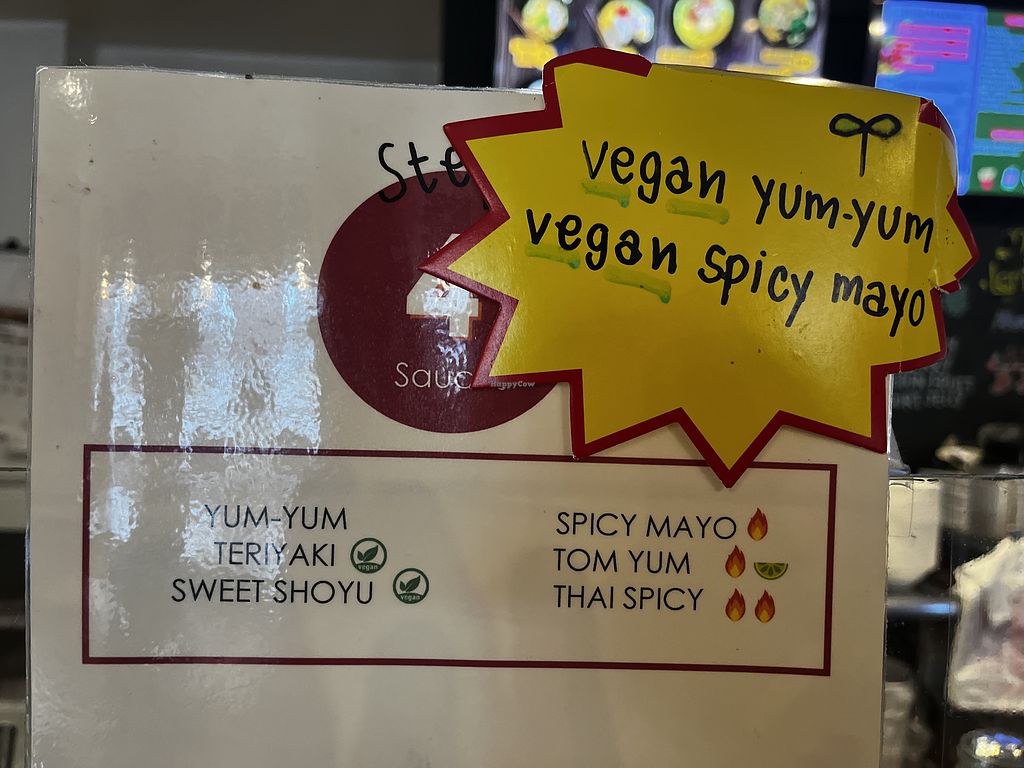 Ste
vegan yum-yum
vegan spicy mayo
4
Sauc
HappyCow
YUM-YUM
TERIYAKI vegan
SWEET SHOYU vegan
SPICY MAYO
TOM YUM
THAI SPICY